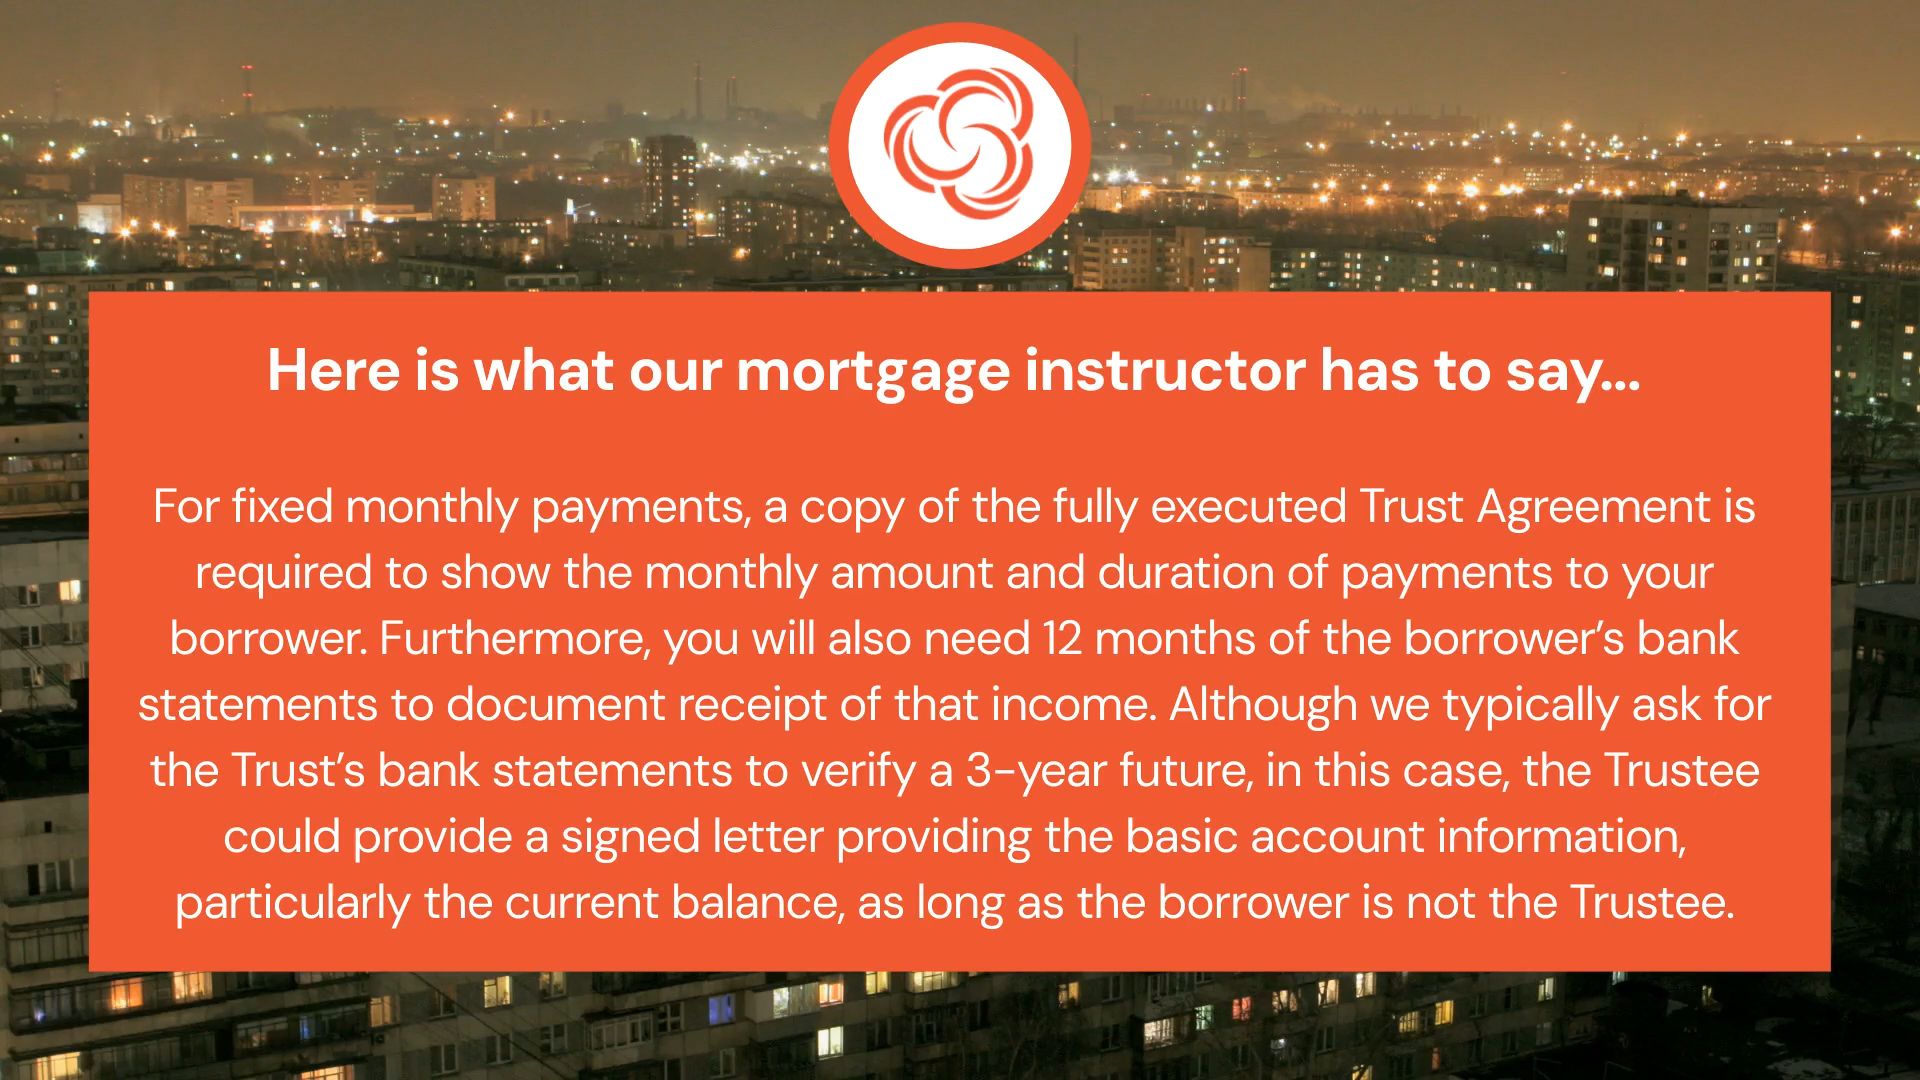 Here is what our mortgage instructor has to say...
For fixed monthly payments, a copy of the fully executed Trust Agreement is
required to show the monthly amount and duration of payments to your
borrower. Furthermore, you will also need 12 months of the borrower’s bank
statements to document receipt of that income. Although we typically ask for
the Trust’s bank statements to verify a 3-year future, in this case, the Trustee
could provide a signed letter providing the basic account information,
particularly the current balance, as long as the borrower is not the Trustee.